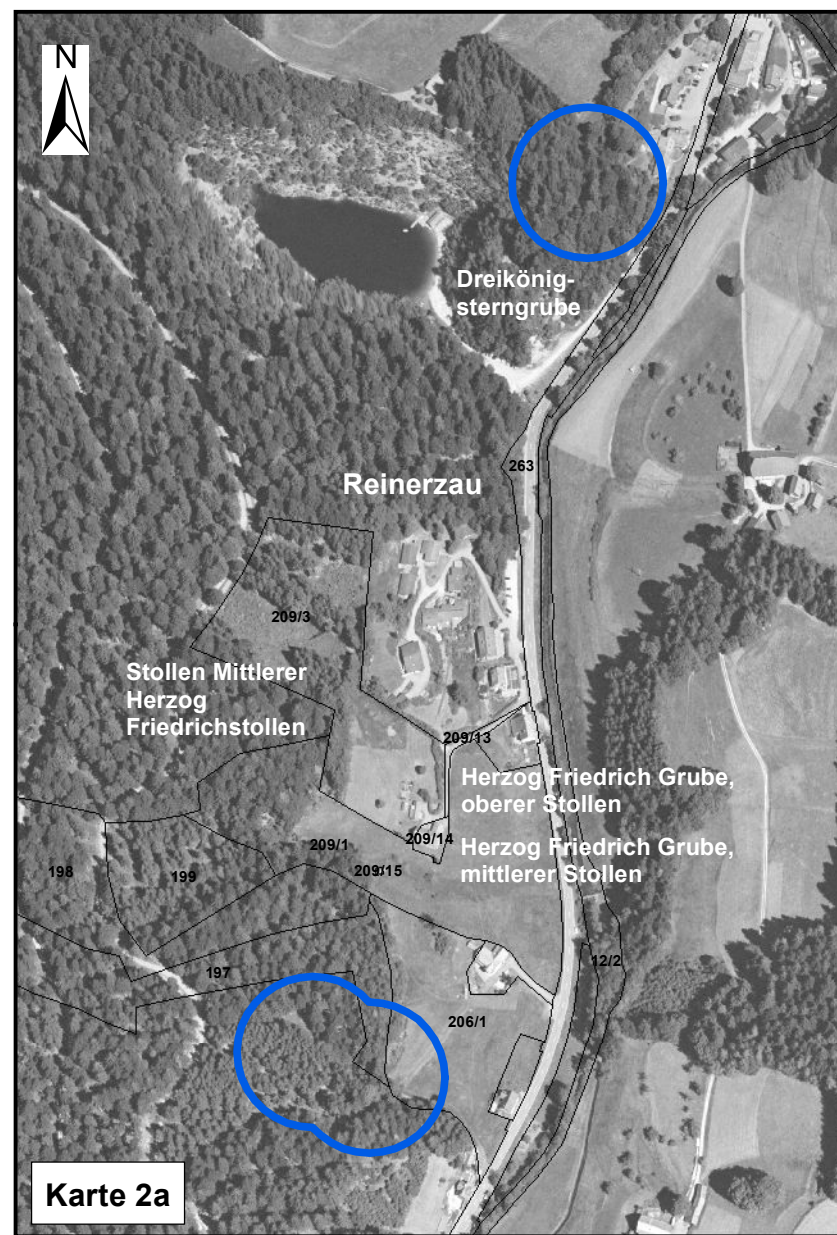 N
Dreikönig-
sterngrube
263
Reinerzau
209/3
Stollen Mittlerer
Herzog
Friedrichstollen
209/13
Herzog Friedrich Grube,
oberer Stollen
209/14
209/1
Herzog Friedrich Grube,
mittlerer Stollen
209/15
198
199
197
12/2
206/1
Karte 2a